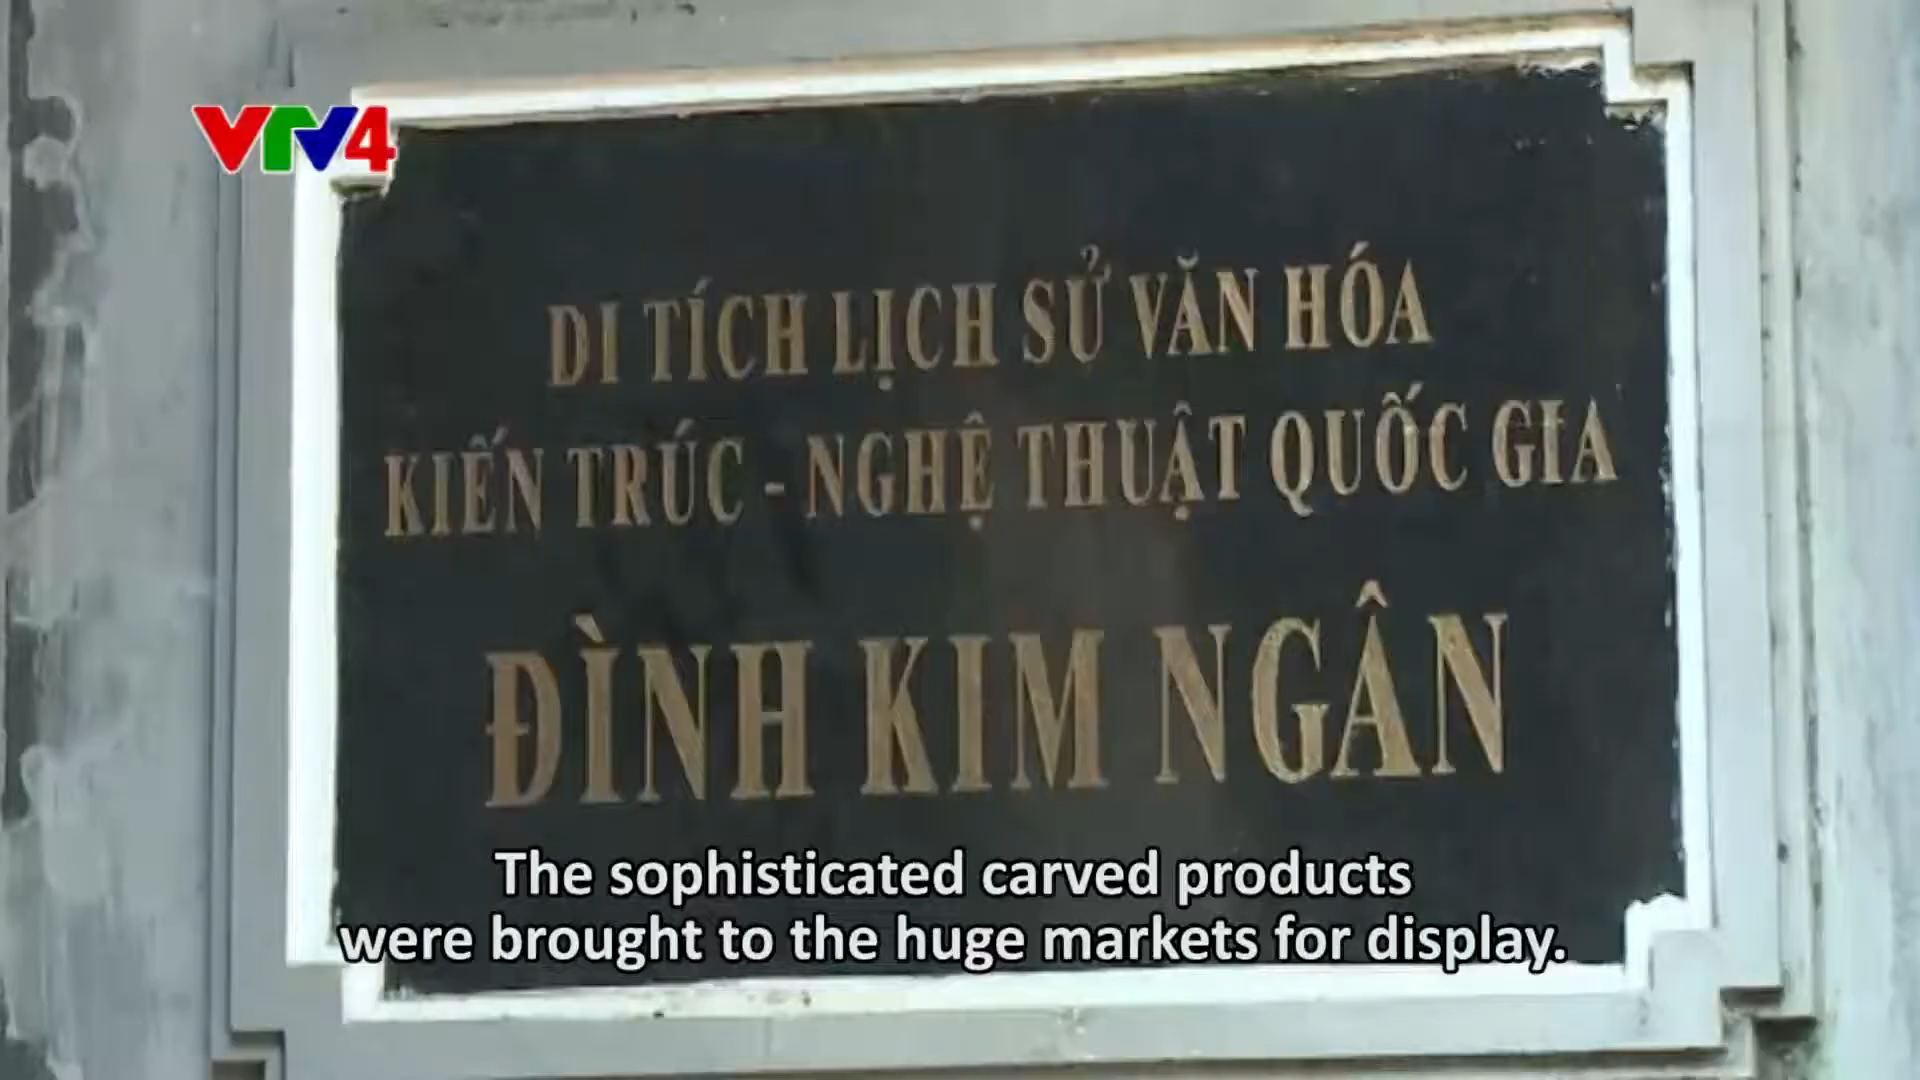 VTV4
DI TÍCH LỊCH SỬ VĂN HÓA
KIẾN TRÚC - NGHỆ THUẬT QUỐC GIA
ĐÌNH KIM NGÂN
The sophisticated carved products
were brought to the huge markets for display.